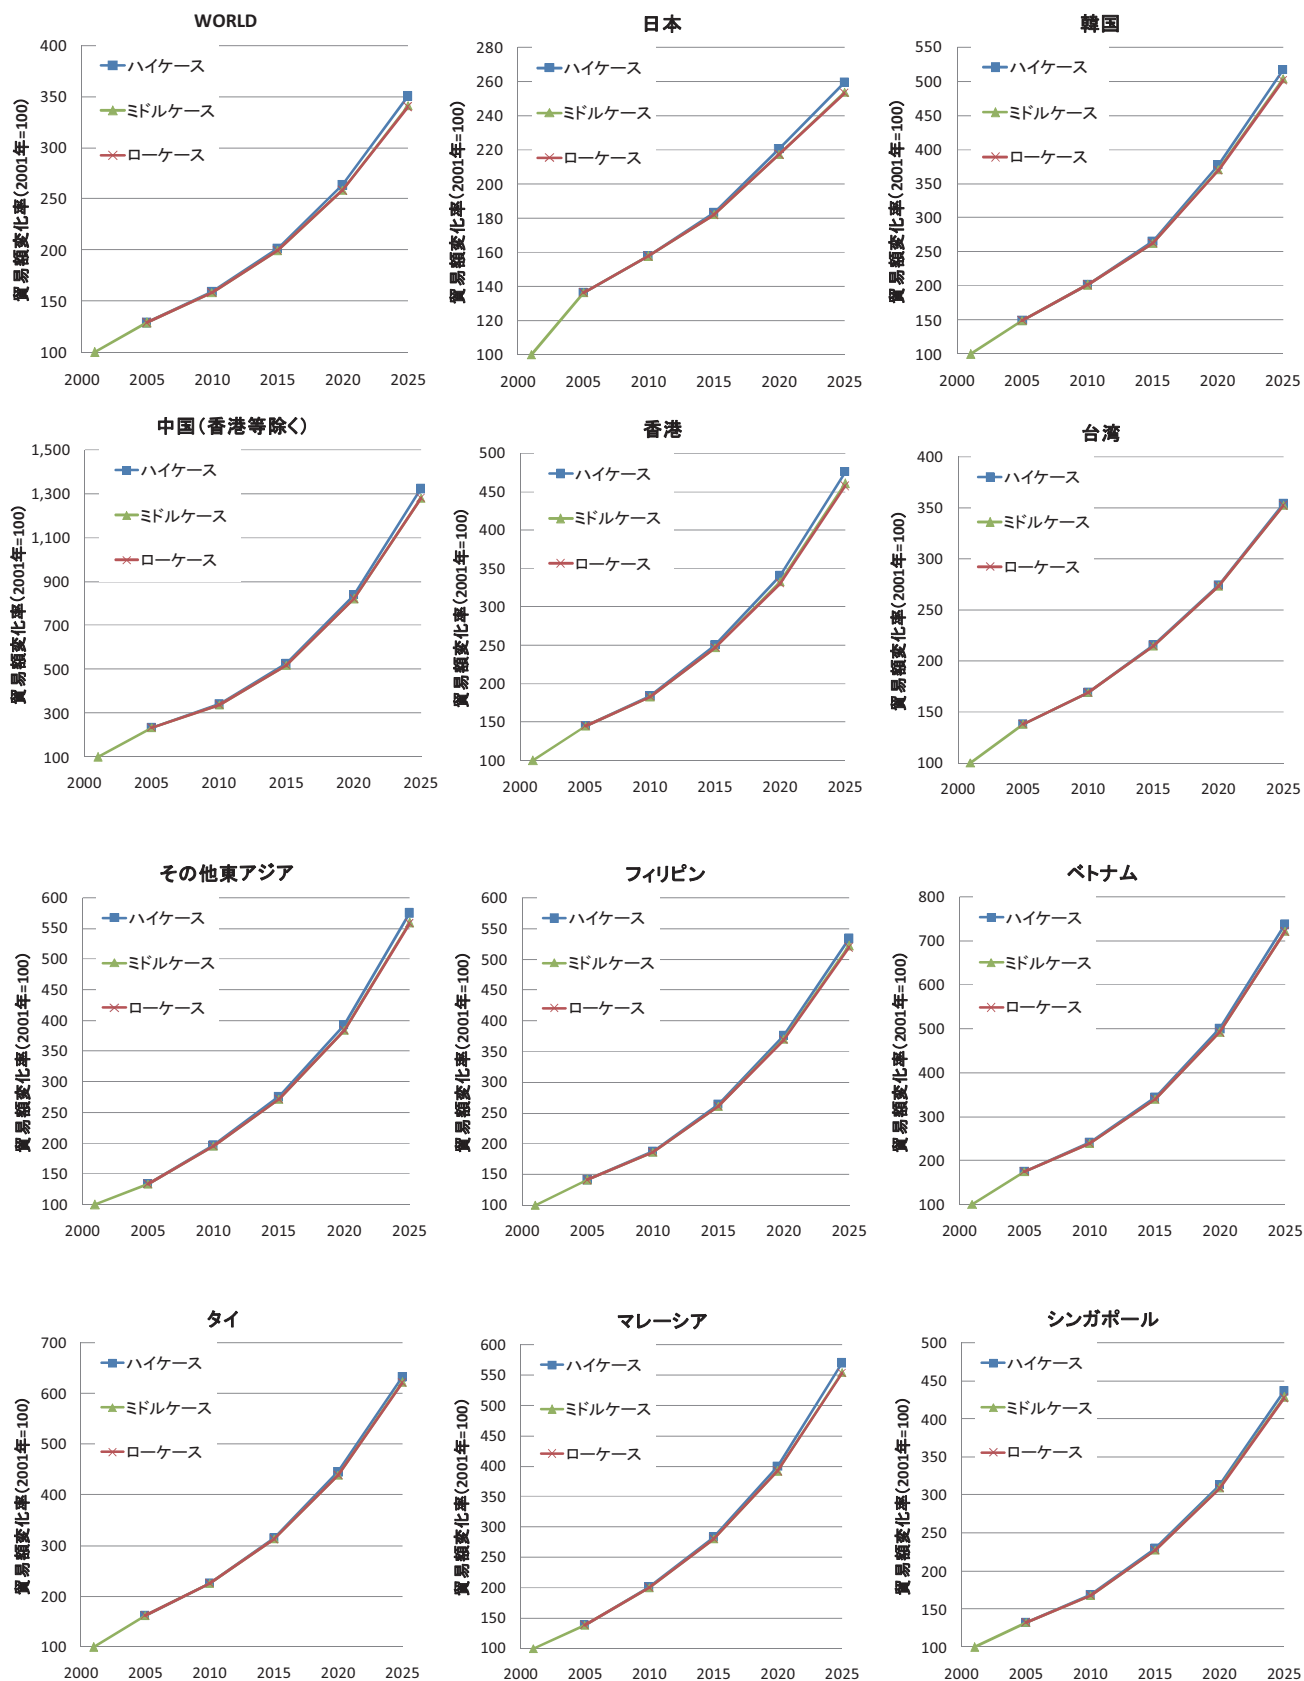 WORLD
貿易額変化率(2001年=100)
400
350
300
250
200
150
100
ハイケース
ミドルケース
ローケース
2000 2005 2010 2015 2020 2025
日本
貿易額変化率(2001年=100)
280
260
240
220
200
180
160
140
120
100
ハイケース
ミドルケース
ローケース
2000 2005 2010 2015 2020 2025
韓国
貿易額変化率(2001年=100)
550
500
450
400
350
300
250
200
150
100
ハイケース
ミドルケース
ローケース
2000 2005 2010 2015 2020 2025
中国(香港等除く)
貿易額変化率(2001年=100)
1,500
1,300
1,100
900
700
500
300
100
ハイケース
ミドルケース
ローケース
2000 2005 2010 2015 2020 2025
香港
貿易額変化率(2001年=100)
500
450
400
350
300
250
200
150
100
ハイケース
ミドルケース
ローケース
2000 2005 2010 2015 2020 2025
台湾
貿易額変化率(2001年=100)
400
350
300
250
200
150
100
ハイケース
ミドルケース
ローケース
2000 2005 2010 2015 2020 2025
その他東アジア
貿易額変化率(2001年=100)
600
550
500
450
400
350
300
250
200
150
100
ハイケース
ミドルケース
ローケース
2000 2005 2010 2015 2020 2025
フィリピン
貿易額変化率(2001年=100)
600
550
500
450
400
350
300
250
200
150
100
ハイケース
ミドルケース
ローケース
2000 2005 2010 2015 2020 2025
ベトナム
貿易額変化率(2001年=100)
800
700
600
500
400
300
200
100
ハイケース
ミドルケース
ローケース
2000 2005 2010 2015 2020 2025
タイ
貿易額変化率(2001年=100)
700
600
500
400
300
200
100
ハイケース
ミドルケース
ローケース
2000 2005 2010 2015 2020 2025
マレーシア
貿易額変化率(2001年=100)
600
550
500
450
400
350
300
250
200
150
100
ハイケース
ミドルケース
ローケース
2000 2005 2010 2015 2020 2025
シンガポール
貿易額変化率(2001年=100)
500
450
400
350
300
250
200
150
100
ハイケース
ミドルケース
ローケース
2000 2005 2010 2015 2020 2025